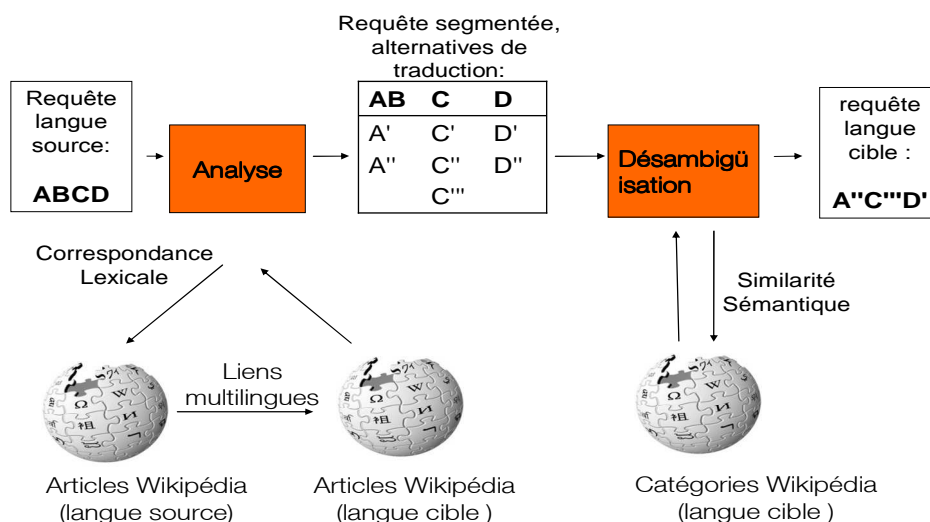 Requête segmentée,
alternatives de
traduction:
Requête
langue
source:
ABCD
Analyse
AB C D
A' C' D'
A'' C'' D''
C'''
Désambigü
isation
requête
langue
cible :
A''C'''D'
Correspondance
Lexicale
Similarité
Sémantique
Liens
multilingues
Articles Wikipédia
(langue source)
Articles Wikipédia
(langue cible )
Catégories Wikipédia
(langue cible )